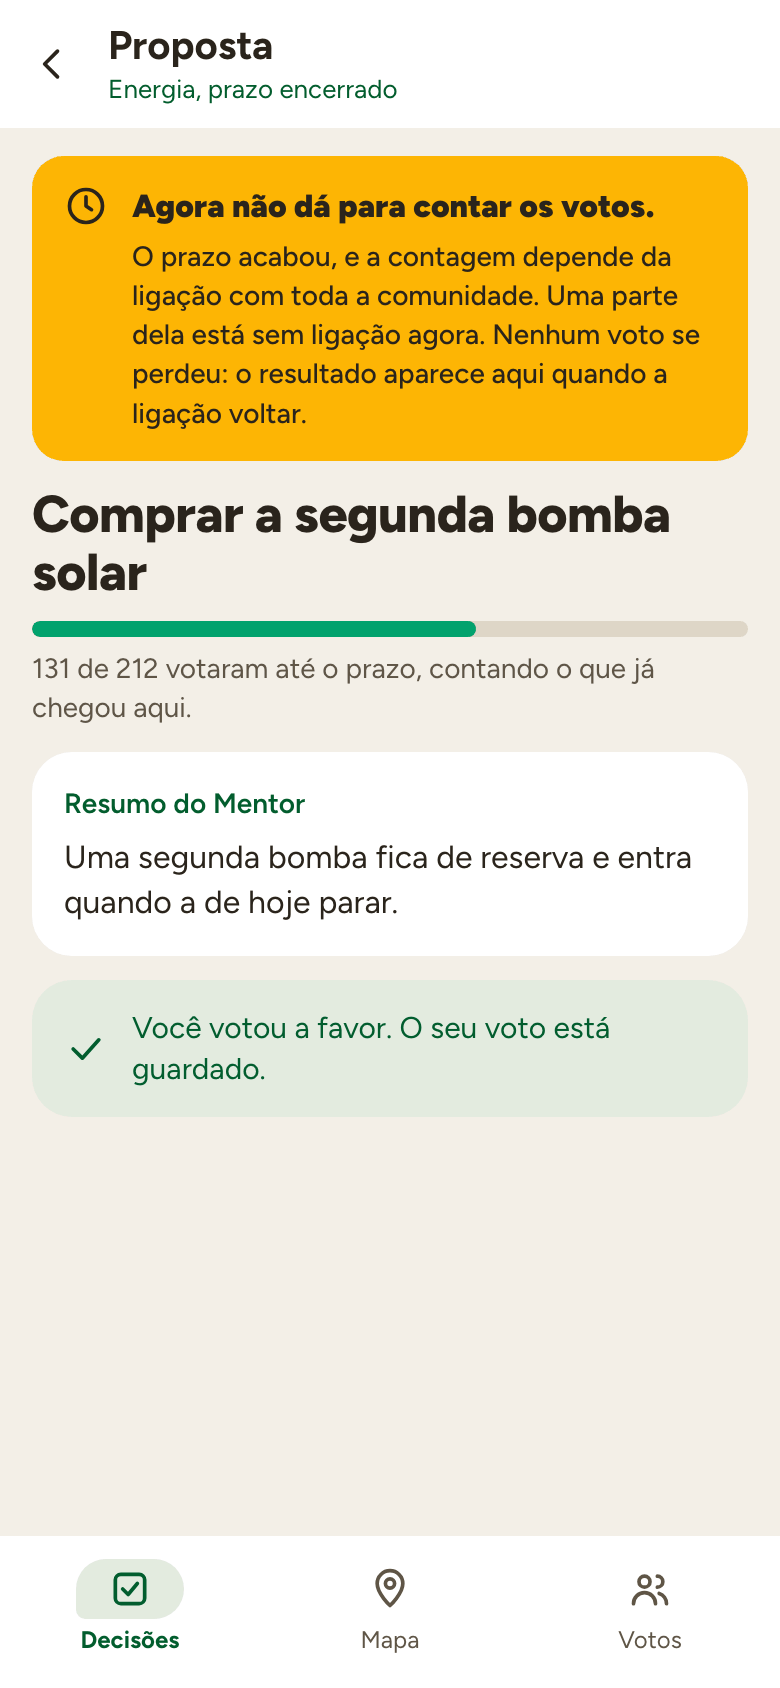 Proposta
Energia, prazo encerrado
Agora não dá para contar os votos.
O prazo acabou, e a contagem depende da
ligação com toda a comunidade. Uma parte
dela está sem ligação agora. Nenhum voto se
perdeu: o resultado aparece aqui quando a
ligação voltar.
Comprar a segunda bomba
solar
131 de 212 votaram até o prazo, contando o que já
chegou aqui.
Resumo do Mentor
Uma segunda bomba fica de reserva e entra
quando a de hoje parar.
Você votou a favor. O seu voto está
guardado.
Decisões
Mapa
Votos